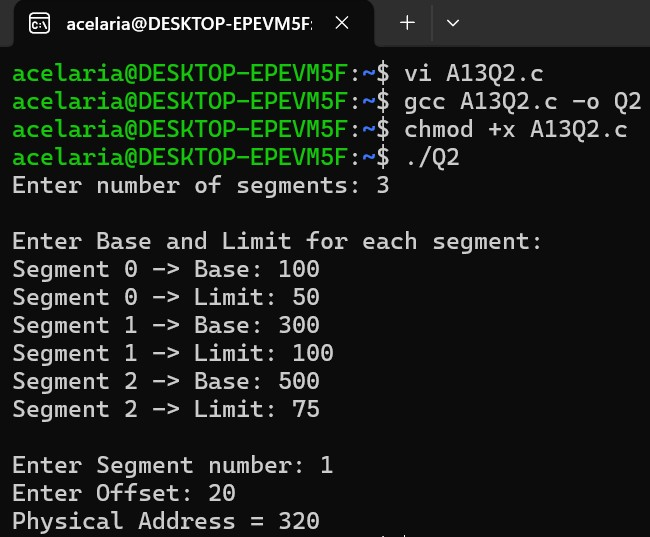 acelaria@DESKTOP-EPEVM5F:
acelaria@DESKTOP-EPEVM5F:~$ vi A13Q2.c
acelaria@DESKTOP-EPEVM5F:~$ gcc A13Q2.c -o Q2
acelaria@DESKTOP-EPEVM5F:~$ chmod +x A13Q2.c
acelaria@DESKTOP-EPEVM5F:~$ ./Q2
Enter number of segments: 3
Enter Base and Limit for each segment:
Segment 0 -> Base: 100
Segment 0 -> Limit: 50
Segment 1 -> Base: 300
Segment 1 -> Limit: 100
Segment 2 -> Base: 500
Segment 2 -> Limit: 75
Enter Segment number: 1
Enter Offset: 20
Physical Address = 320